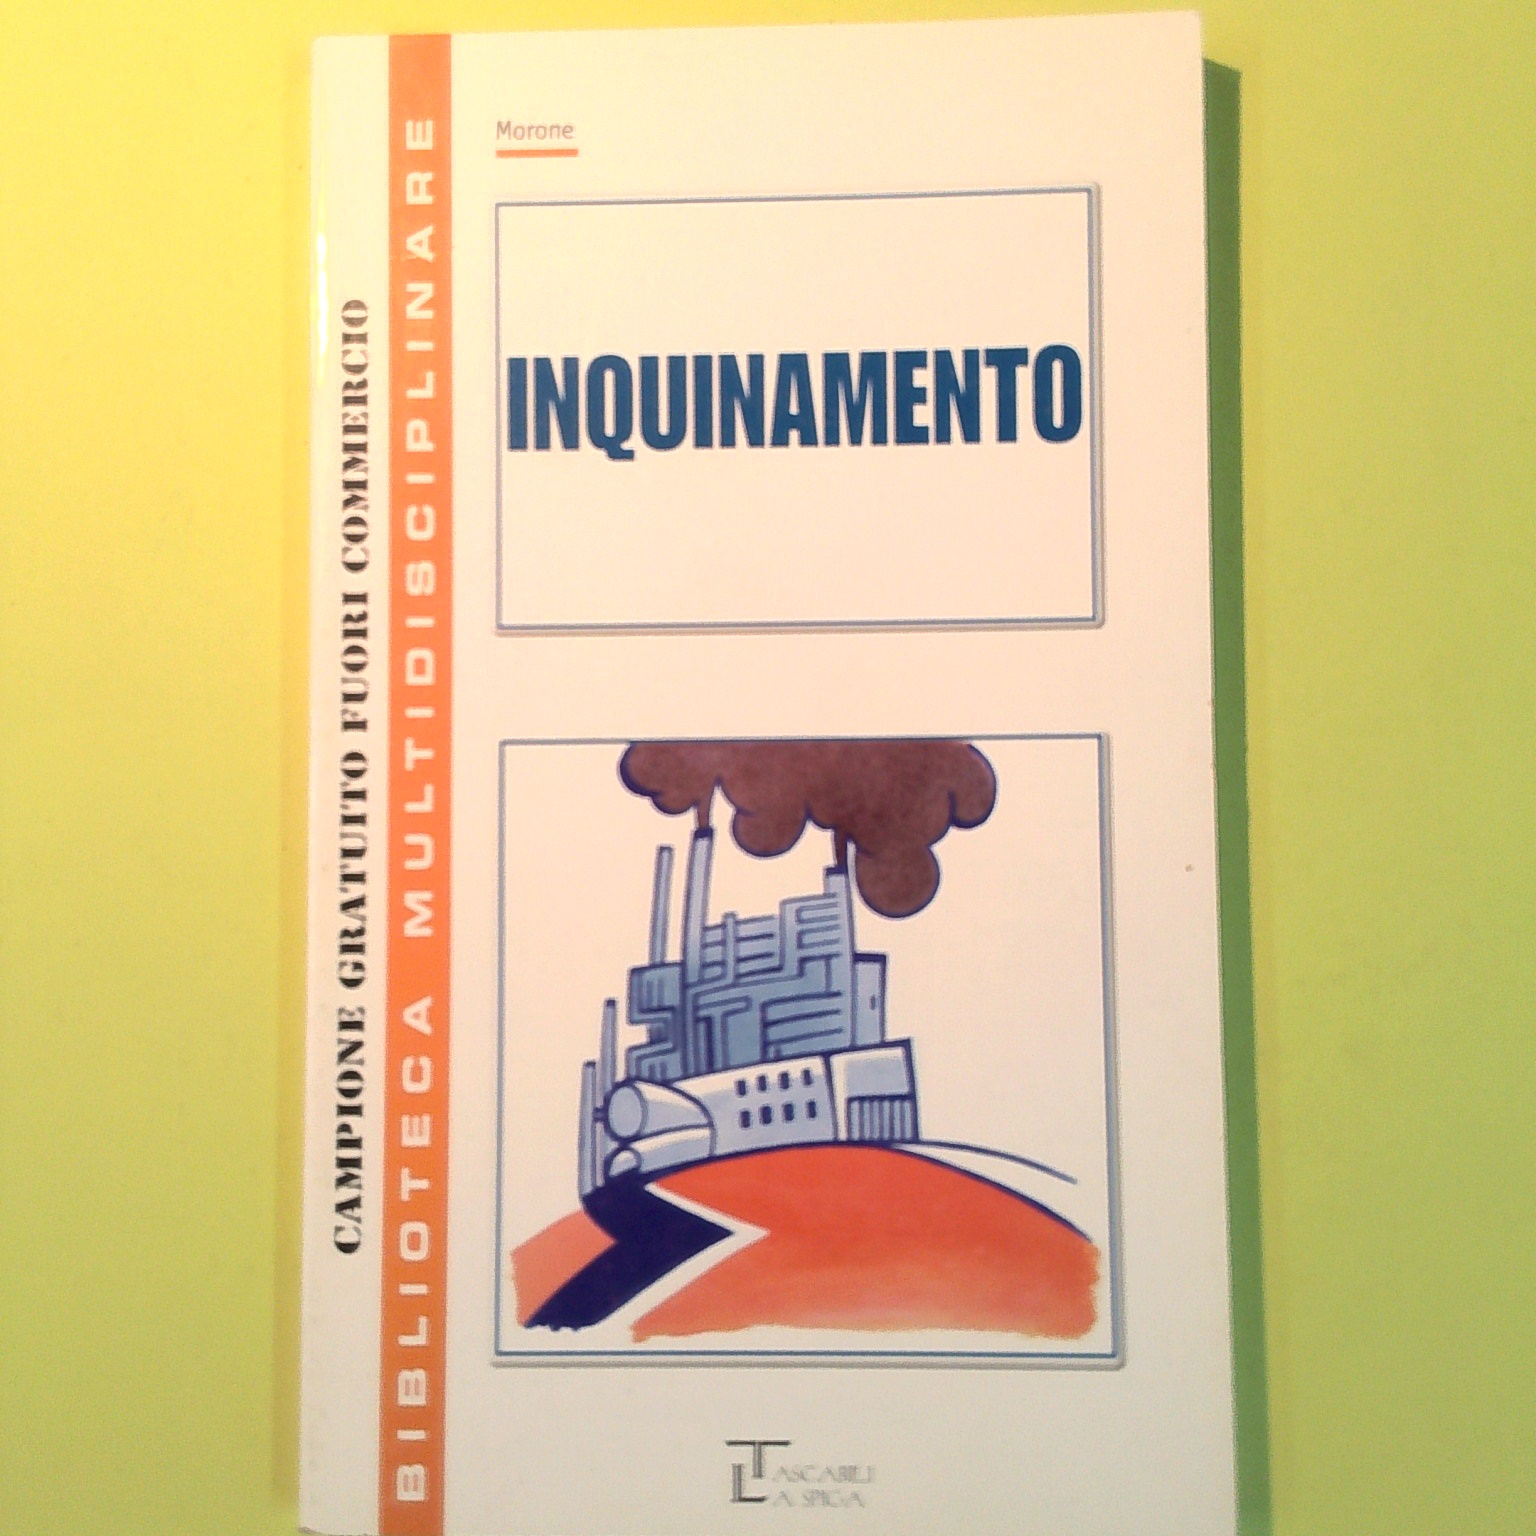 Morone
INQUINAMENTO
CAMPIONE GRATUITO FUORI COMMERCIO
BIBLIOTECA MULTIDISCIPLINARE
TASCABILI
LA SPIGA